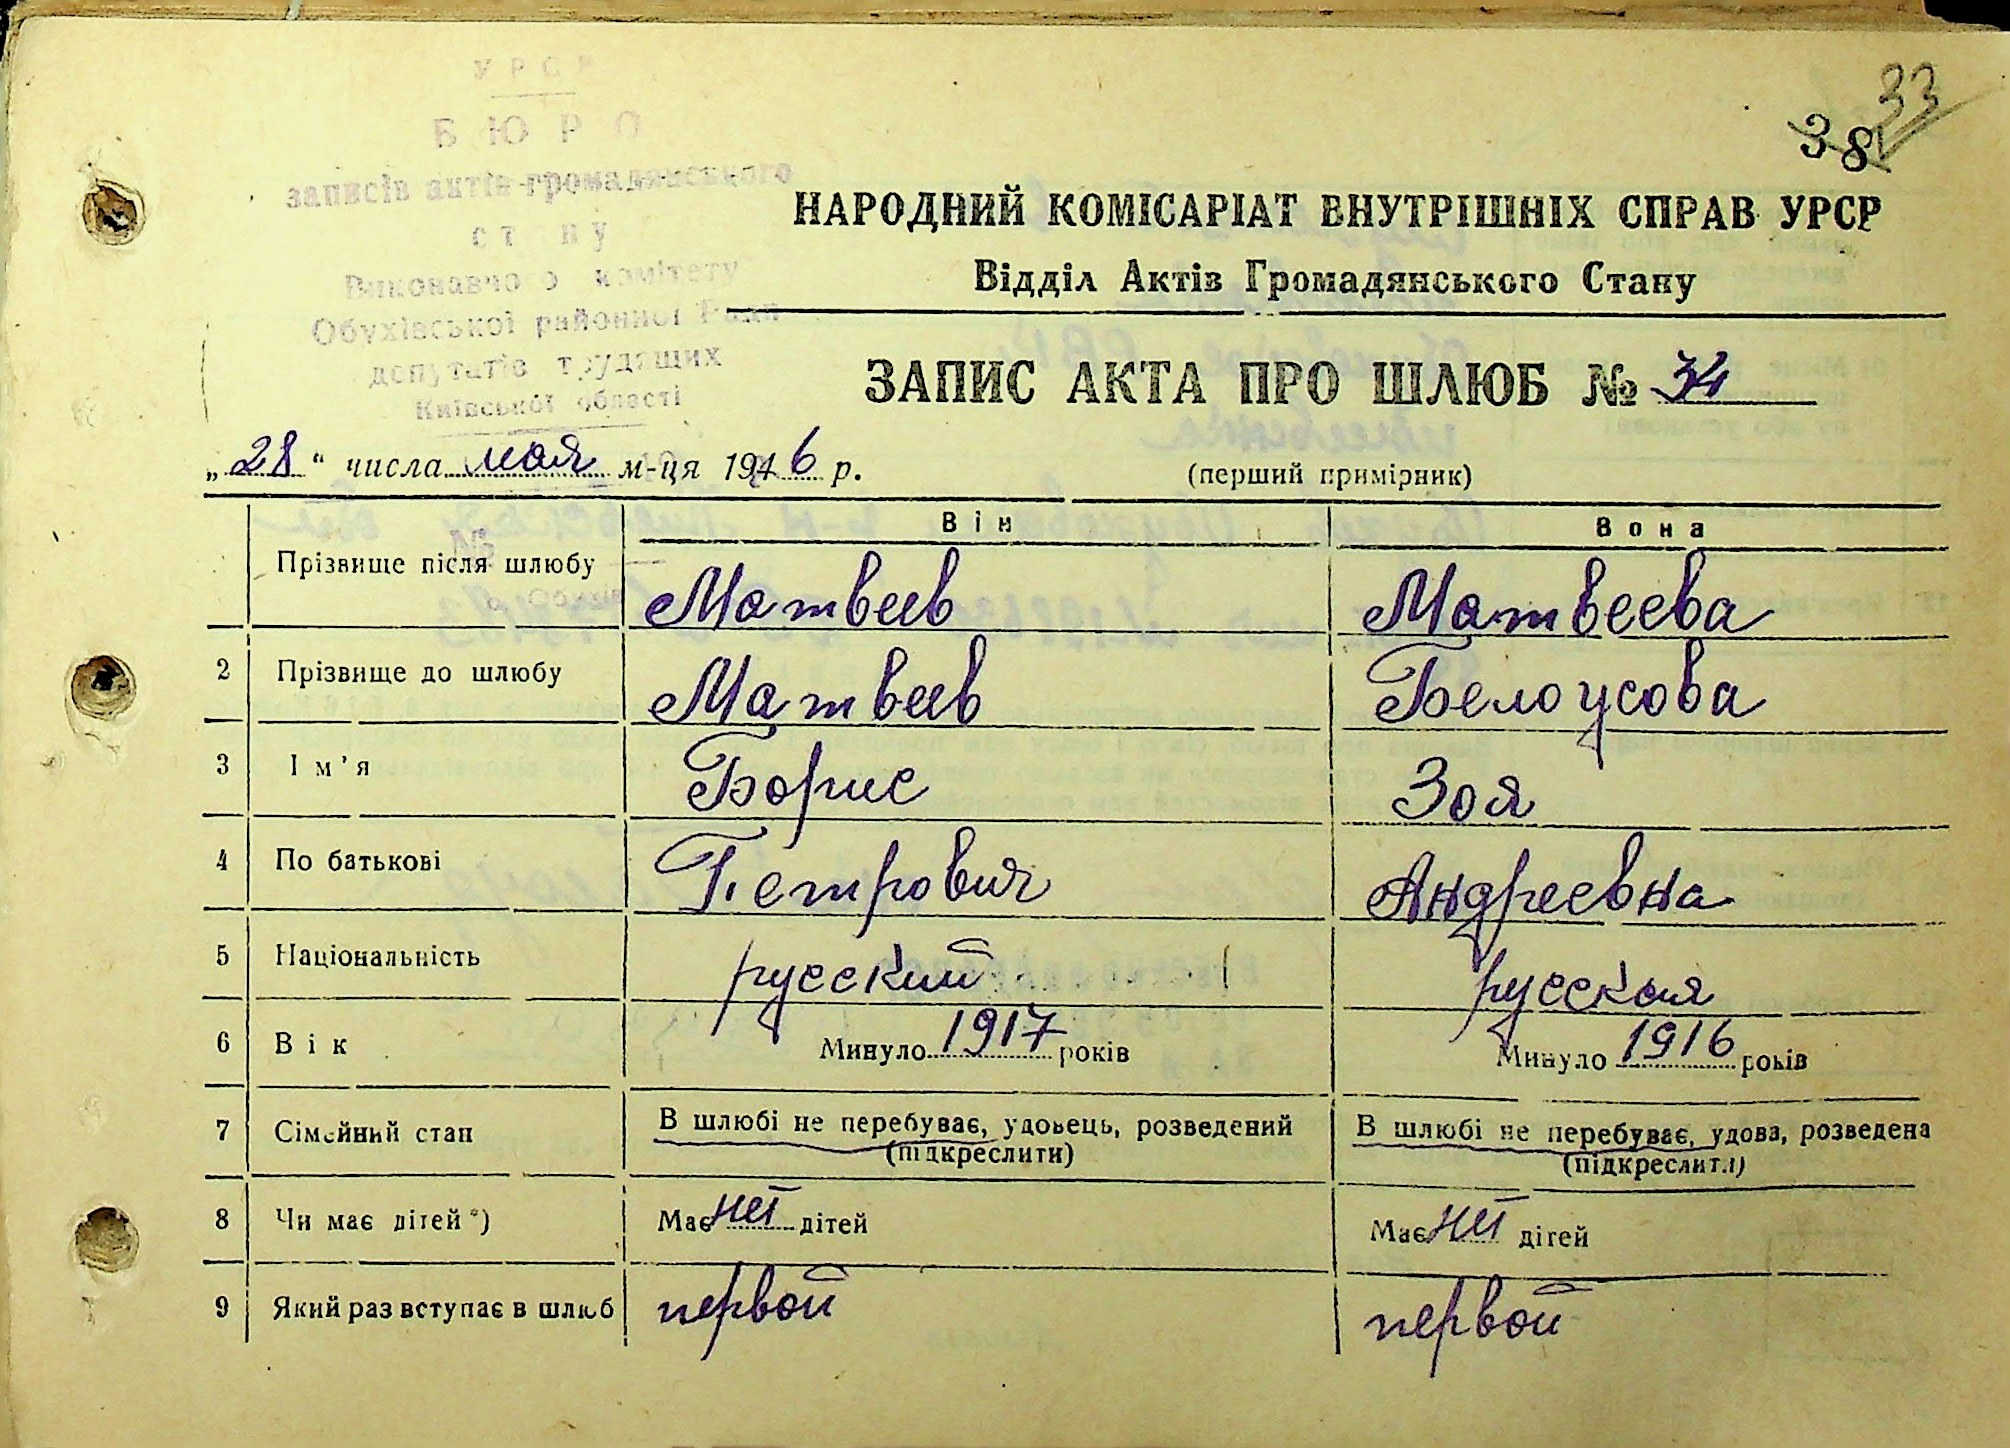 УРСР
БЮРО
записів актів громадянського
стану
Виконавчого комітету
Обухівської районної Ради
депутатів трудящих
Київської області
33
38
НАРОДНИЙ КОМІСАРІАТ ВНУТРІШНІХ СПРАВ УРСР
Відділ Актів Громадянського Стану
ЗАПИС АКТА ПРО ШЛЮБ № 34
„28“ числа мая м-ця 1946 р.
(перший примірник)
Він Вона
Прізвище після шлюбу Матвеев Матвеева
2 Прізвище до шлюбу Матвеев Белоусова
3 Ім'я Борис Зоя
4 По батькові Петрович Андреевна
5 Національність русский русская
6 Вік Минуло 1917 років Минуло 1916 років
7 Сімейний стан В шлюбі не перебуває, удовець, розведений В шлюбі не перебуває, удова, розведена
(підкреслити) (підкреслити)
8 Чи має дітей*) Має нет дітей Має нет дітей
9 Який раз вступає в шлюб первой первой